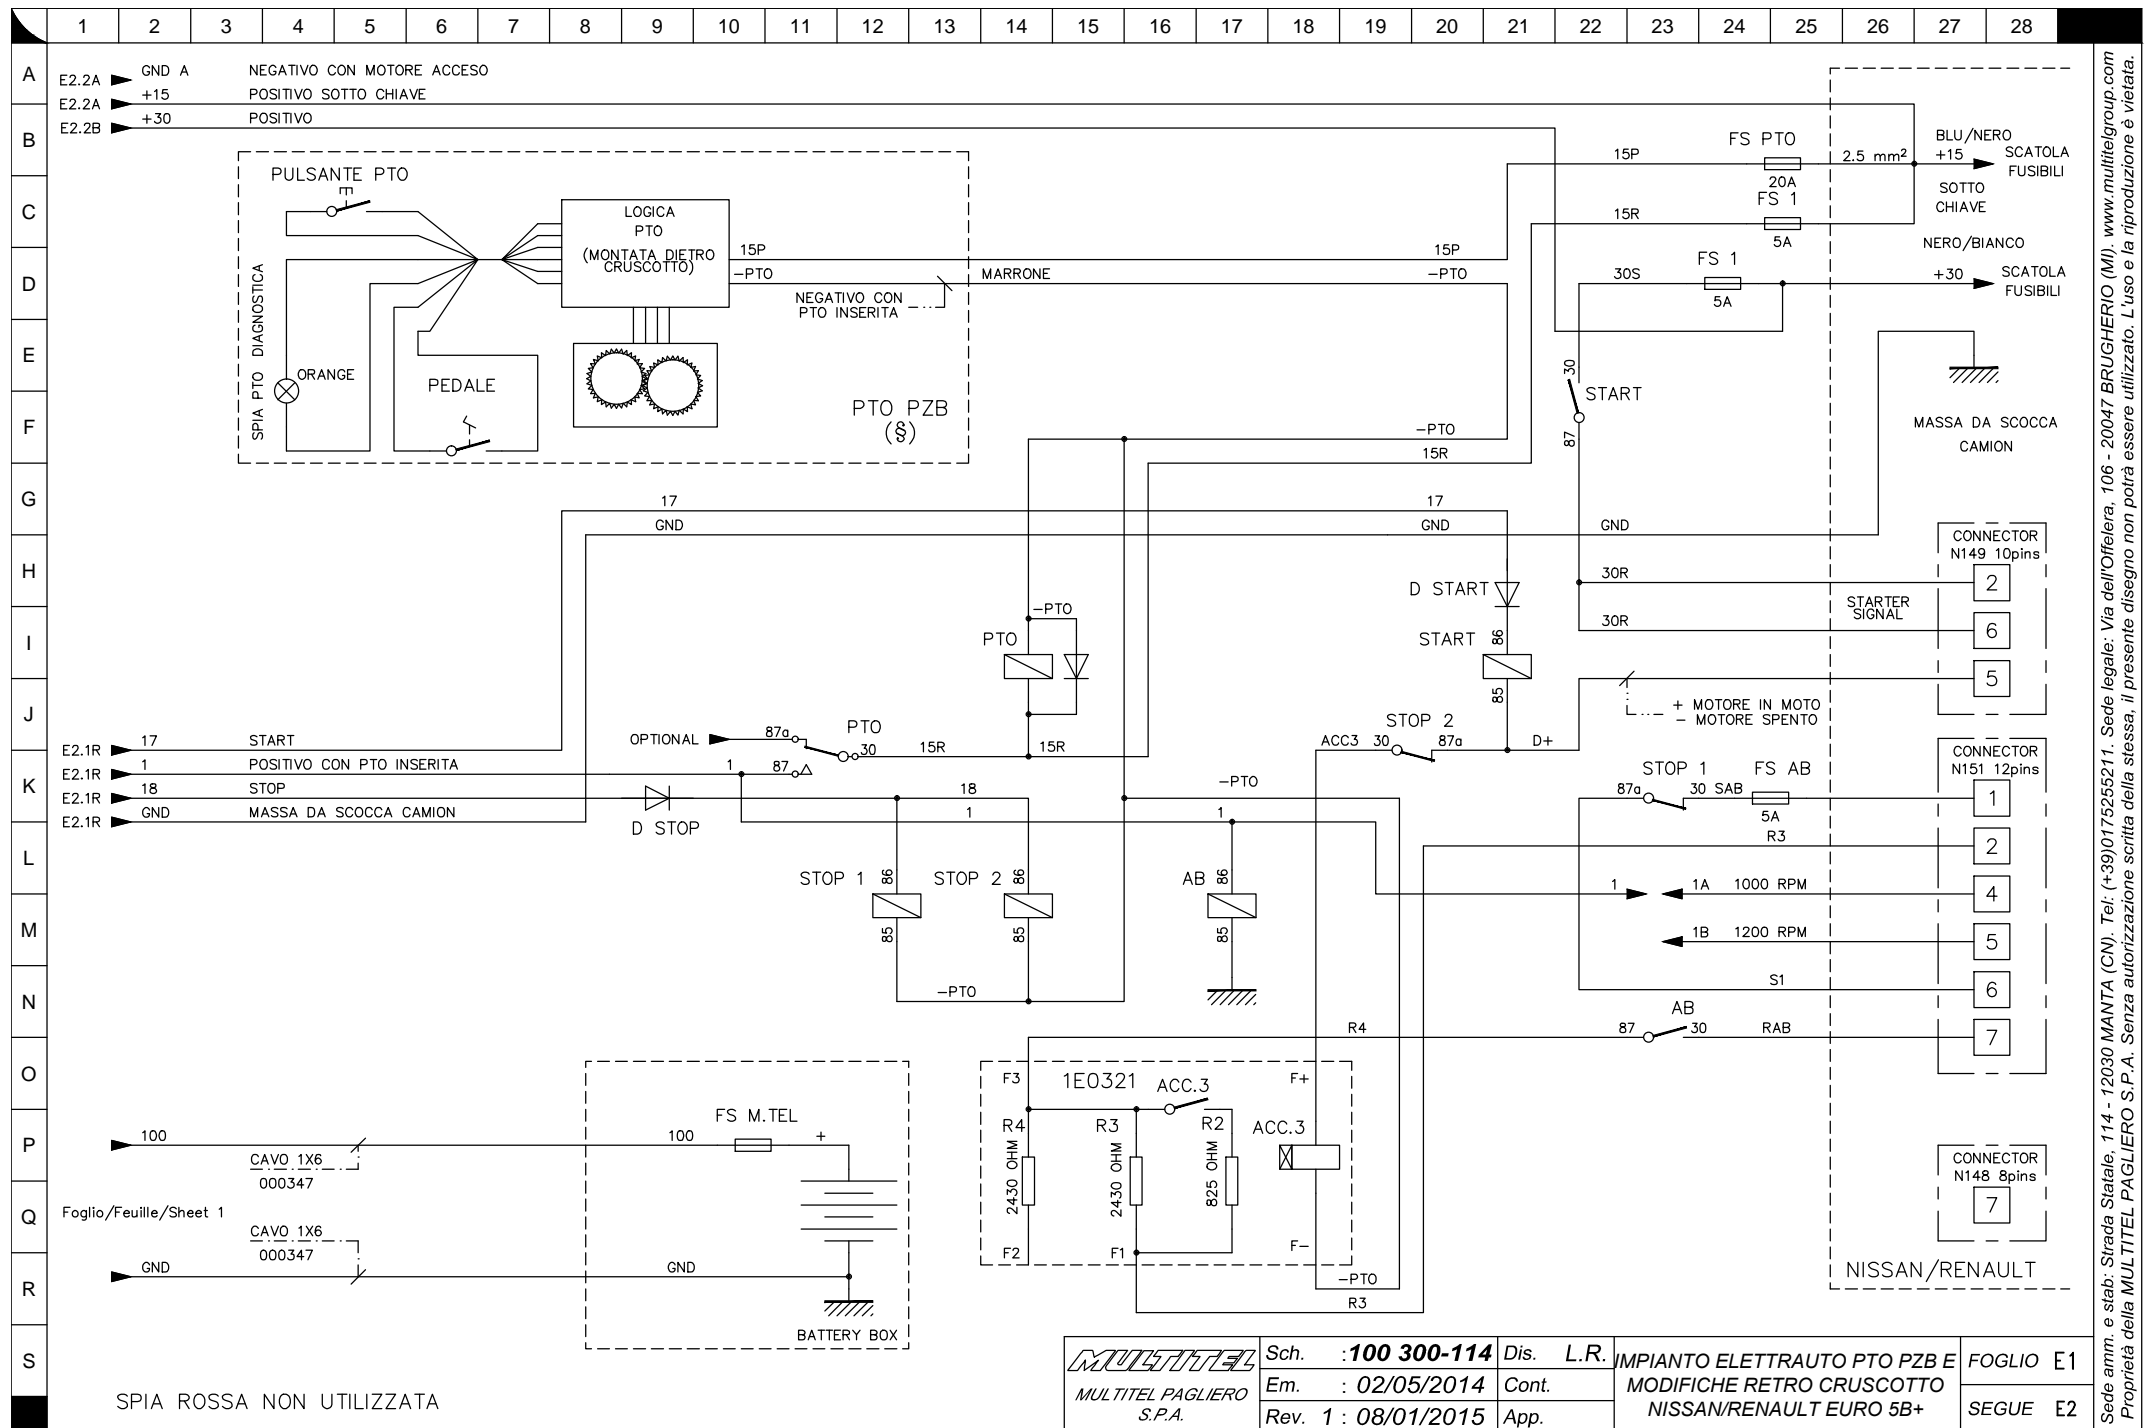 1 2 3 4 5 6 7 8 9 10 11 12 13 14 15 16 17 18 19 20 21 22 23 24 25 26 27 28
A
B
C
D
E
F
G
H
I
J
K
L
M
N
O
P
Q
R
S
E2.2A GND A NEGATIVO CON MOTORE ACCESO
E2.2A +15 POSITIVO SOTTO CHIAVE
E2.2B +30 POSITIVO
PULSANTE PTO
LOGICA
PTO
(MONTATA DIETRO
CRUSCOTTO)
15P
-PTO
NEGATIVO CON
PTO INSERITA
MARRONE
SPIA PTO DIAGNOSTICA
ORANGE
PEDALE
PTO PZB
(§)
15P
-PTO
15P
FS PTO
20A
2.5 mm²
BLU/NERO
+15
SCATOLA
FUSIBILI
SOTTO
CHIAVE
15R
FS 1
5A
NERO/BIANCO
30S
FS 1
5A
+30
SCATOLA
FUSIBILI
30
START
87
MASSA DA SCOCCA
CAMION
-PTO
15R
17
GND
17
GND
GND
CONNECTOR
N149 10pins
2
6
5
30R
30R
STARTER
SIGNAL
D START
START
86
85
-PTO
PTO
+ MOTORE IN MOTO
- MOTORE SPENTO
E2.1R 17 START
E2.1R 1 POSITIVO CON PTO INSERITA
E2.1R 18 STOP
E2.1R GND MASSA DA SCOCCA CAMION
OPTIONAL
87a
PTO
30
87
15R
15R
1
D STOP
18
1
-PTO
1
ACC3
30
STOP 2
87a
D+
STOP 1
87a
30
SAB
FS AB
5A
R3
CONNECTOR
N151 12pins
1
2
4
5
6
7
STOP 1
86
85
STOP 2
86
85
AB
86
85
1
1A 1000 RPM
1B 1200 RPM
S1
-PTO
R4
87
AB
30
RAB
F3
1E0321
ACC.3
F+
R4
2430 OHM
R3
2430 OHM
R2
825 OHM
ACC.3
F2
F1
F-
-PTO
R3
100
CAVO 1X6
000347
100
FS M.TEL
+
Foglio/Feuille/Sheet 1
CAVO 1X6
000347
GND
GND
BATTERY BOX
CONNECTOR
N148 8pins
7
NISSAN/RENAULT
SPIA ROSSA NON UTILIZZATA
MULTITEL
MULTITEL PAGLIERO
S.P.A.
Sch. : 100 300-114
Em. : 02/05/2014
Rev. 1 : 08/01/2015
Dis. L.R.
Cont.
App.
IMPIANTO ELETTRAUTO PTO PZB E
MODIFICHE RETRO CRUSCOTTO
NISSAN/RENAULT EURO 5B+
FOGLIO E1
SEGUE E2
Sede amm. e stab: Strada Statale, 114 - 12030 MANTA (CN). Tel: (+39)0175255211. Sede legale: Via dell'Offelera, 106 - 20047 BRUGHERIO (MI). www.multitelgroup.com
Proprietà della MULTITEL PAGLIERO S.P.A. Senza autorizzazione scritta della stessa, il presente disegno non potrà essere utilizzato. L'uso e la riproduzione è vietata.